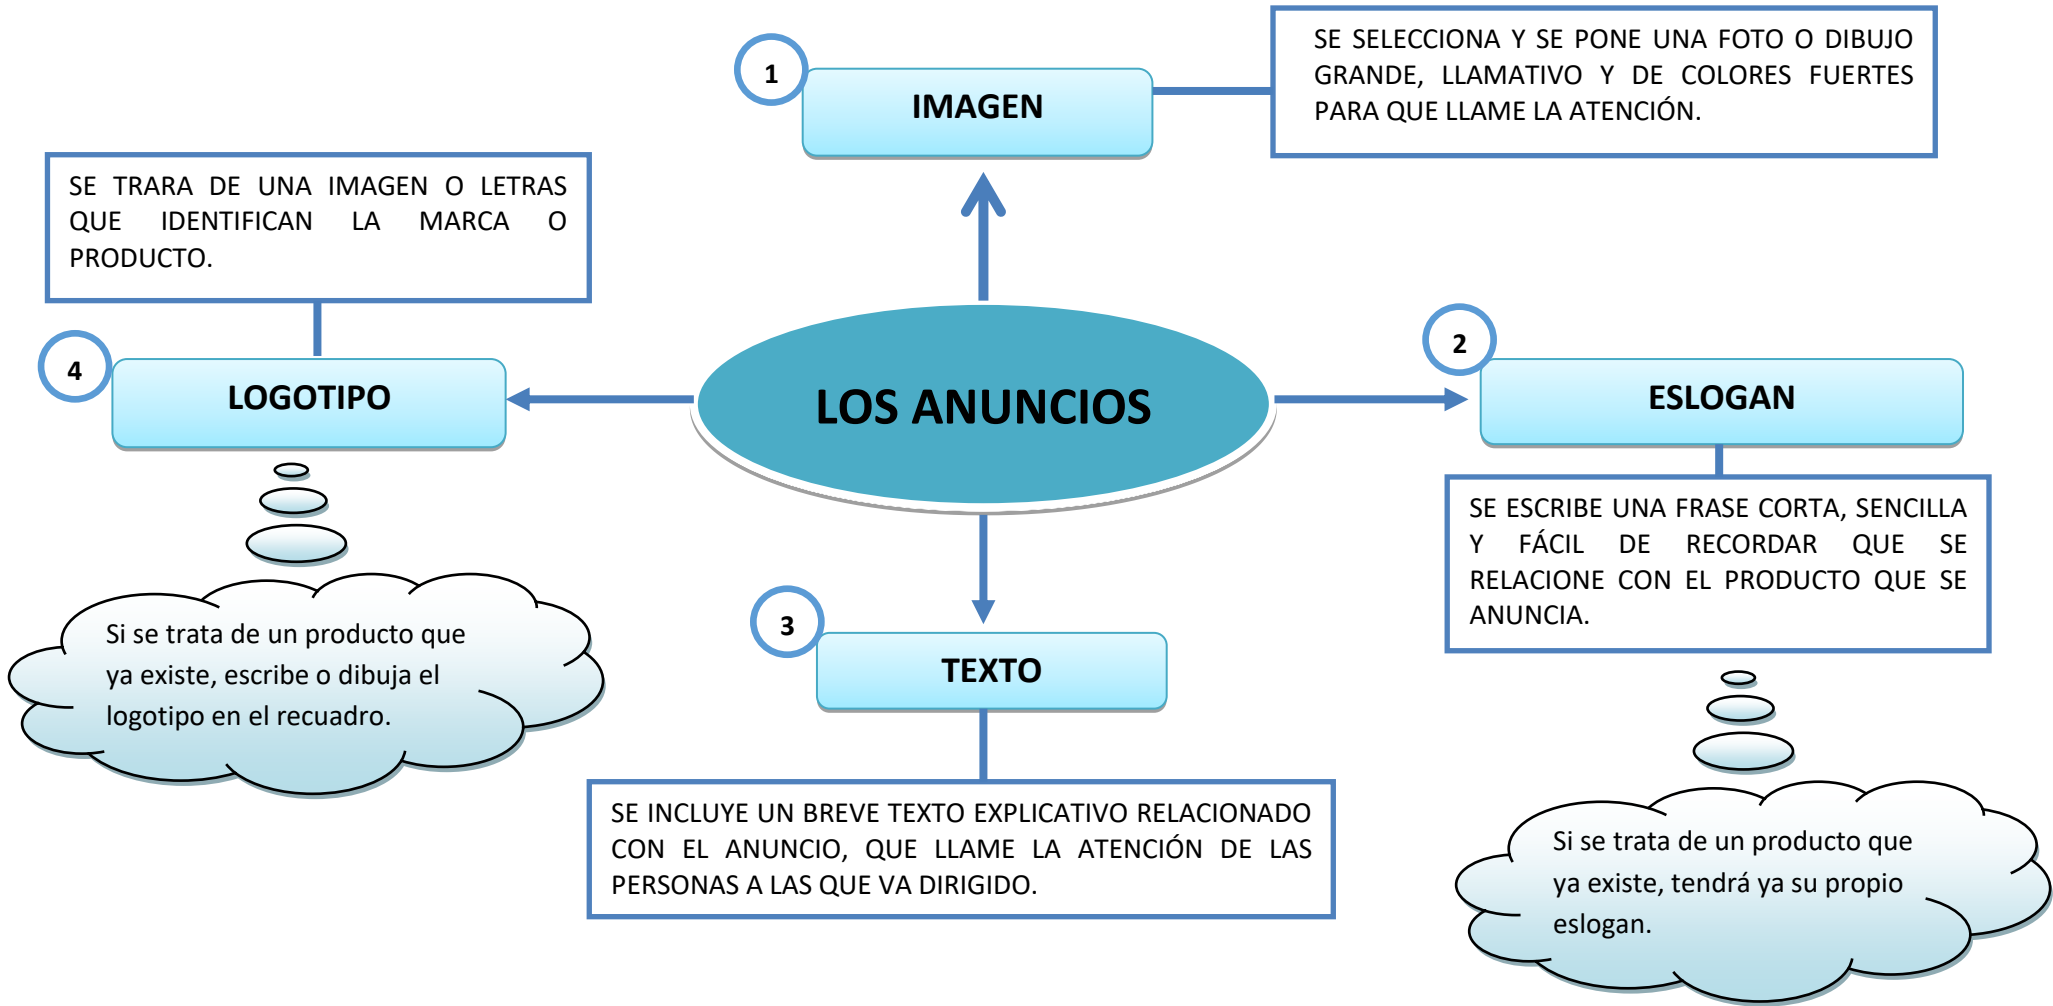 1
IMAGEN
SE SELECCIONA Y SE PONE UNA FOTO O DIBUJO
GRANDE, LLAMATIVO Y DE COLORES FUERTES
PARA QUE LLAME LA ATENCIÓN.
SE TRARA DE UNA IMAGEN O LETRAS
QUE IDENTIFICAN LA MARCA O
PRODUCTO.
4
LOGOTIPO
LOS ANUNCIOS
2
ESLOGAN
SE ESCRIBE UNA FRASE CORTA, SENCILLA
Y FÁCIL DE RECORDAR QUE SE
RELACIONE CON EL PRODUCTO QUE SE
ANUNCIA.
Si se trata de un producto que
ya existe, escribe o dibuja el
logotipo en el recuadro.
3
TEXTO
SE INCLUYE UN BREVE TEXTO EXPLICATIVO RELACIONADO
CON EL ANUNCIO, QUE LLAME LA ATENCIÓN DE LAS
PERSONAS A LAS QUE VA DIRIGIDO.
Si se trata de un producto que
ya existe, tendrá ya su propio
eslogan.